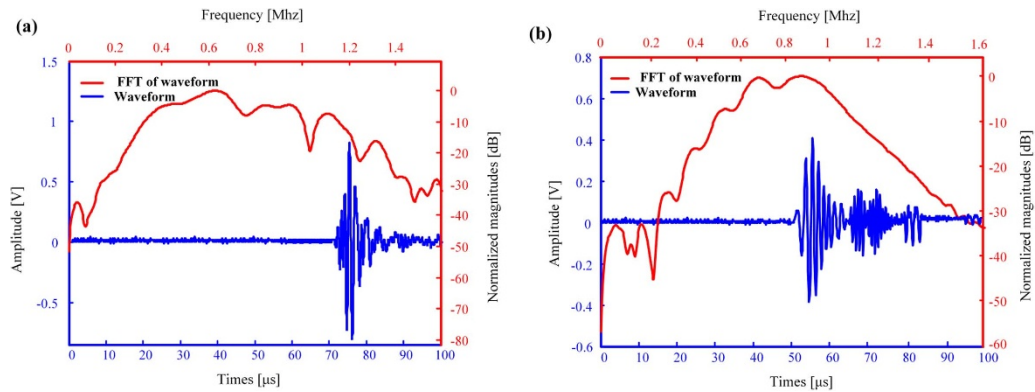 (a)
Frequency [Mhz]
0 0.2 0.4 0.6 0.8 1 1.2 1.4
1.5
1
0.5
0
-0.5
Amplitude [V]
FFT of waveform
Waveform
0
-10
-20
-30
-40
-50
-60
-70
-80
Normalized magnitudes [dB]
0 10 20 30 40 50 60 70 80 90 100
Times [μs]
(b)
Frequency [Mhz]
0 0.2 0.4 0.6 0.8 1 1.2 1.4 1.6
0.8
0.6
0.4
0.2
0
-0.2
-0.4
-0.6
Amplitude [V]
FFT of waveform
Waveform
0
-10
-20
-30
-40
-50
-60
Normalized magnitudes [dB]
0 10 20 30 40 50 60 70 80 90 100
Times [μs]